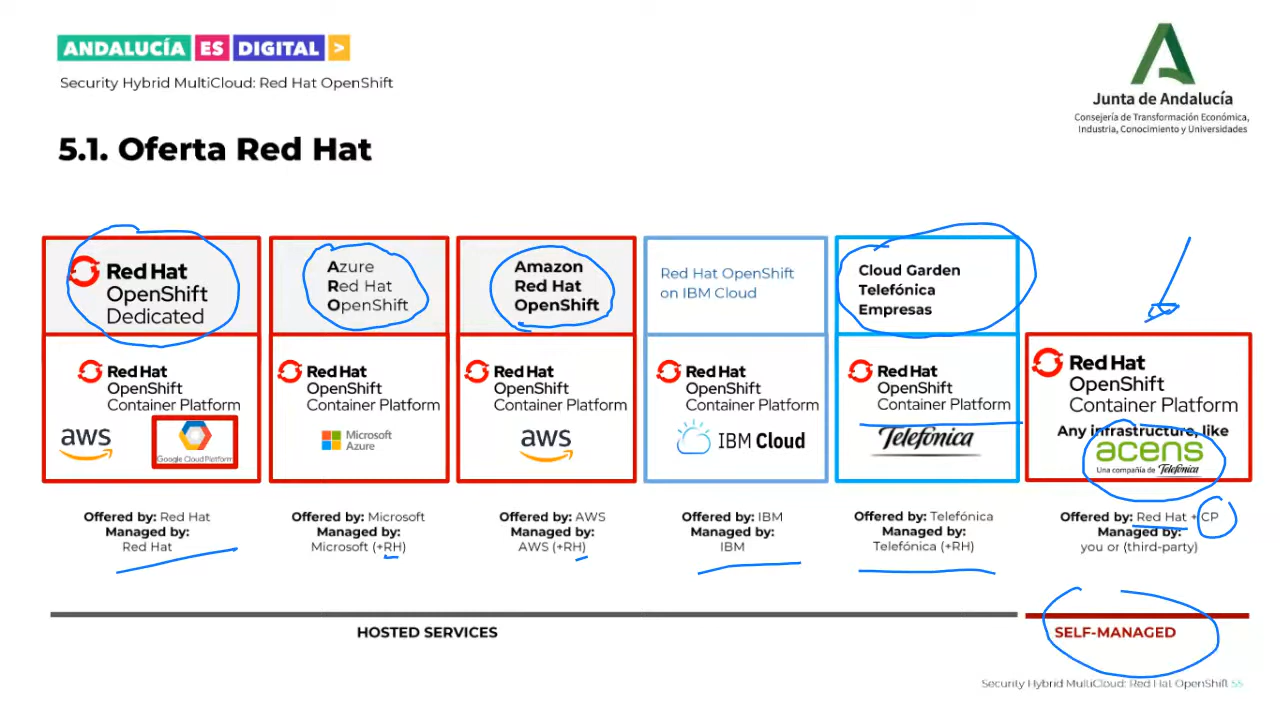 ANDALUCÍA ES DIGITAL >
Security Hybrid MultiCloud: Red Hat OpenShift
Junta de Andalucía
Consejería de Transformación Económica,
Industria, Conocimiento y Universidades
5.1. Oferta Red Hat
Red Hat
OpenShift
Dedicated
Azure
Red Hat
OpenShift
Amazon
Red Hat
OpenShift
Red Hat OpenShift
on IBM Cloud
Cloud Garden
Telefónica
Empresas
Red Hat
OpenShift
Container Platform
aws
Google Cloud Platform
Red Hat
OpenShift
Container Platform
Microsoft
Azure
Red Hat
OpenShift
Container Platform
aws
Red Hat
OpenShift
Container Platform
IBM Cloud
Red Hat
OpenShift
Container Platform
Telefónica
Red Hat
OpenShift
Container Platform
Any infrastructure, like
acens
Una compañía de Telefónica
Offered by: Red Hat
Managed by:
Red Hat
Offered by: Microsoft
Managed by:
Microsoft (+RH)
Offered by: AWS
Managed by:
AWS (+RH)
Offered by: IBM
Managed by:
IBM
Offered by: Telefónica
Managed by:
Telefónica (+RH)
Offered by: Red Hat + CP
Managed by:
you or (third-party)
HOSTED SERVICES
SELF-MANAGED
Security Hybrid MultiCloud: Red Hat OpenShift 55